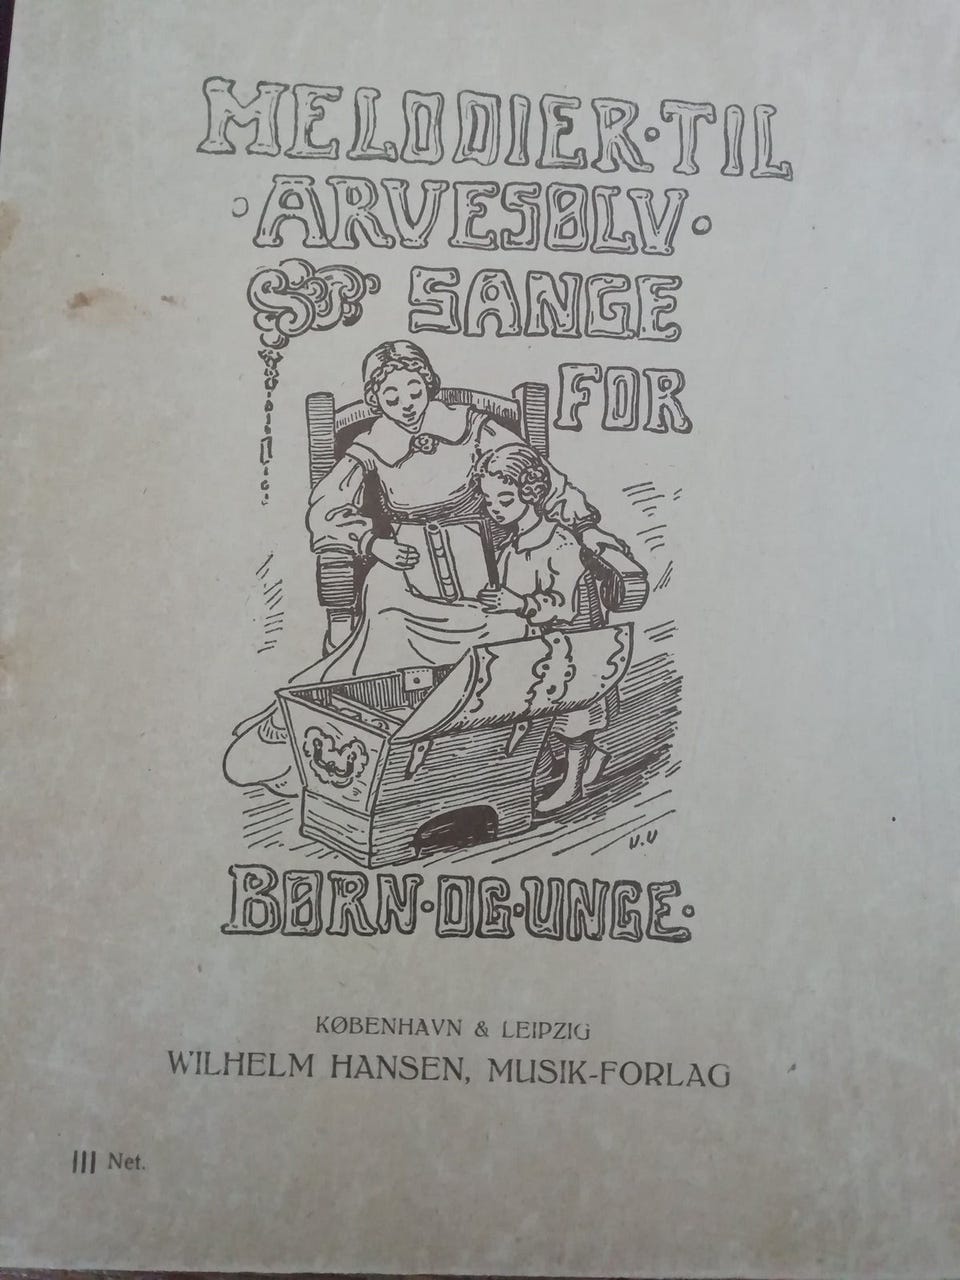 MELODIER·TIL
·ARVESØLV·
SANGE
FOR
V.V
BØRN·OG·UNGE·
KØBENHAVN & LEIPZIG
WILHELM HANSEN, MUSIK-FORLAG
Net.